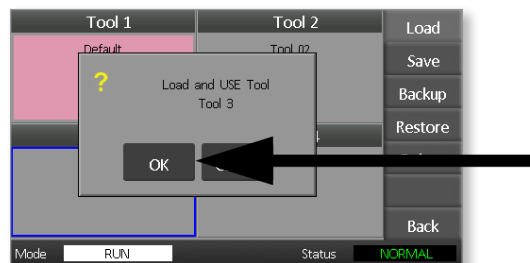 Tool 1
Tool 2
Load
Default
Tool 02
Save
?
Load and USE Tool
Tool 3
Backup
Restore
OK
Back
Mode
RUN
Status
NORMAL